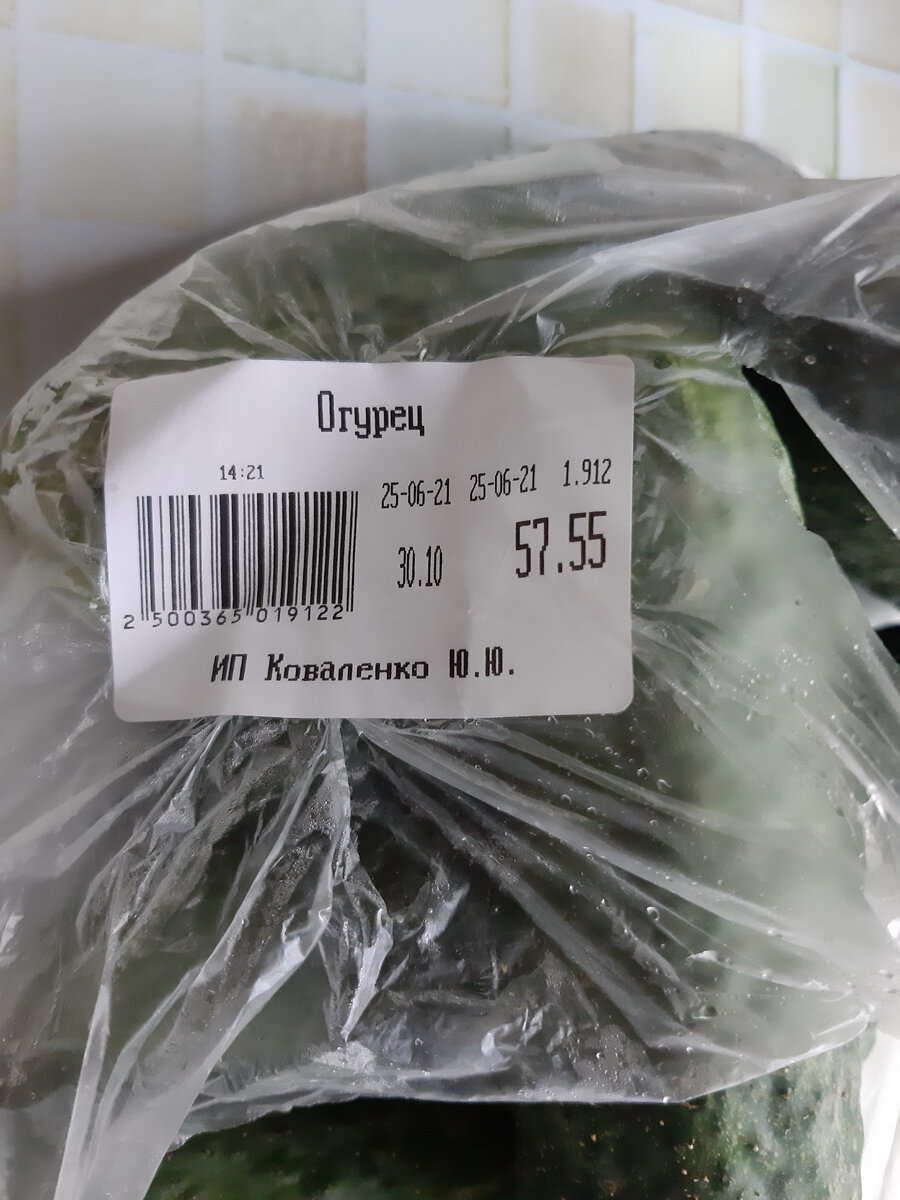 Огурец
14:21
25-06-21 25-06-21 1.912
30.10 57.55
2 500365 019122
ИП Коваленко Ю.Ю.